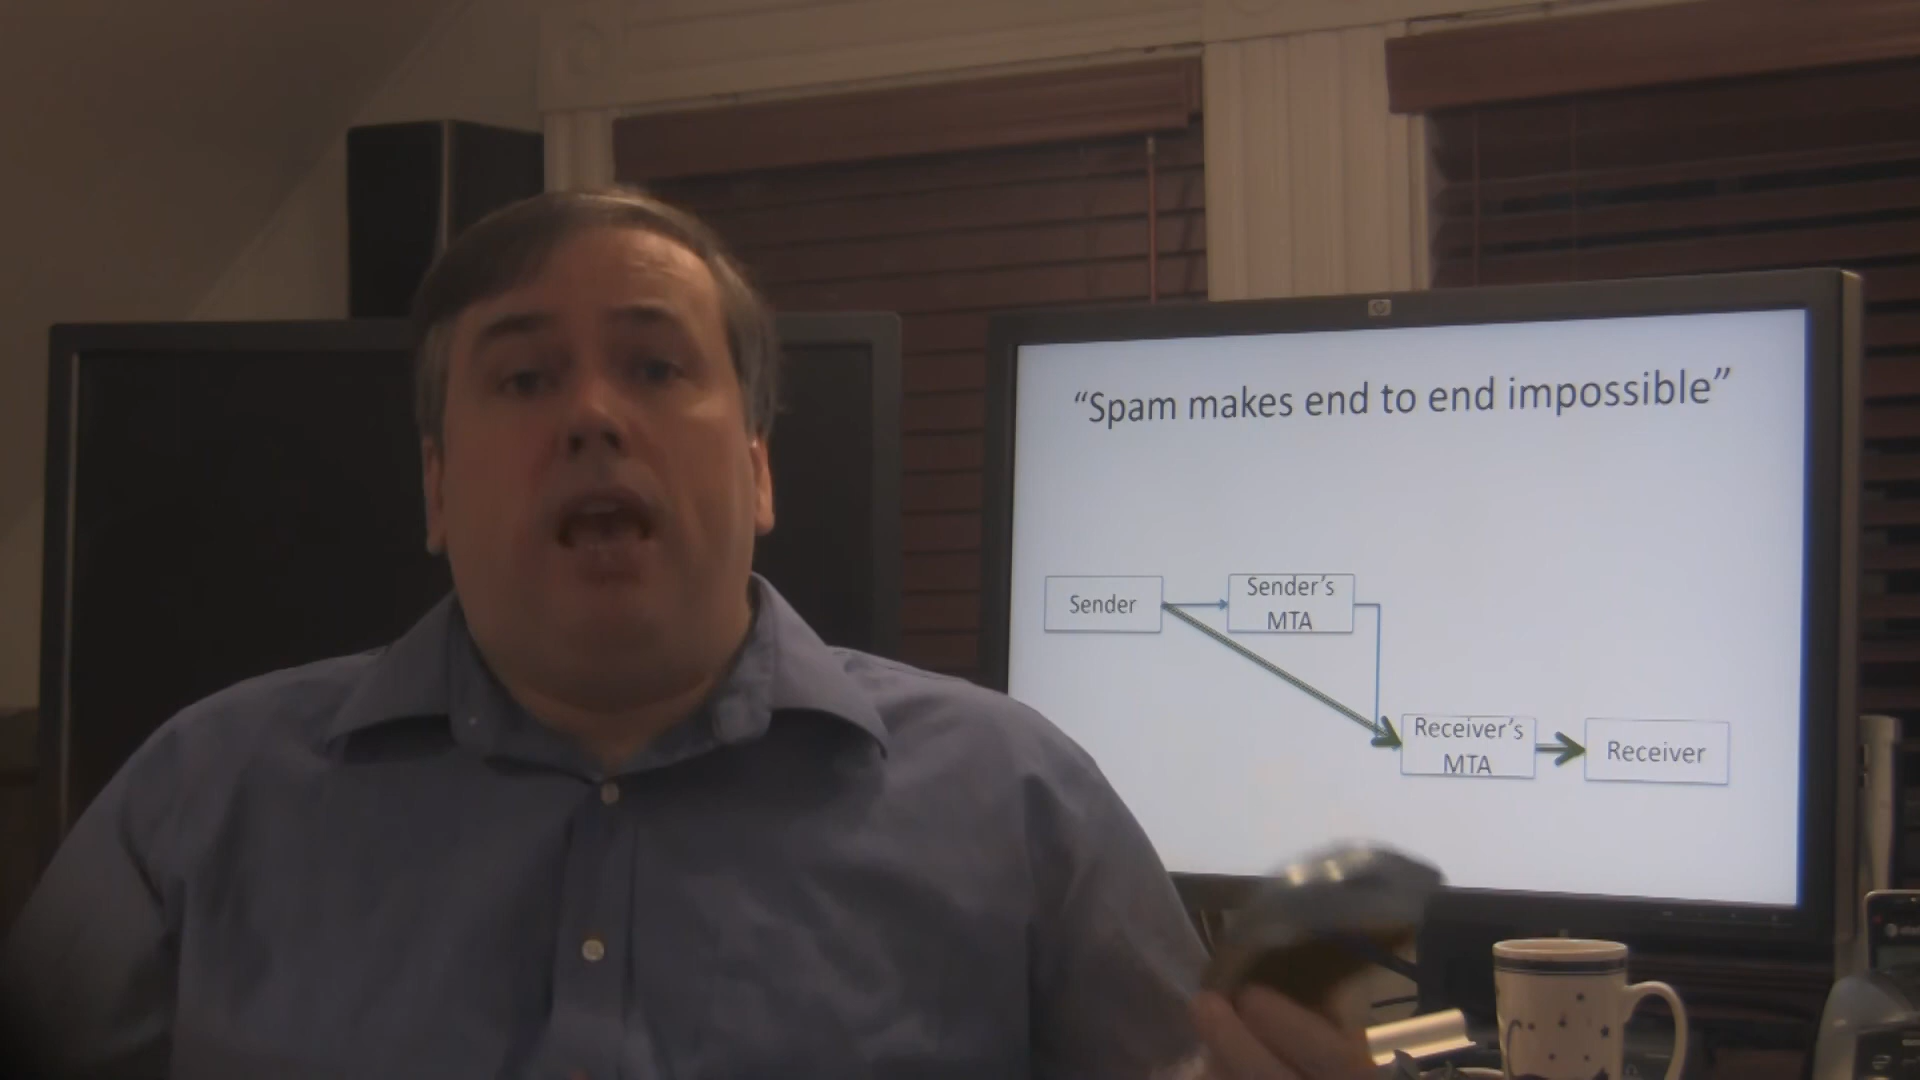 “Spam makes end to end impossible”
Sender
Sender’s
MTA
Receiver’s
MTA
Receiver